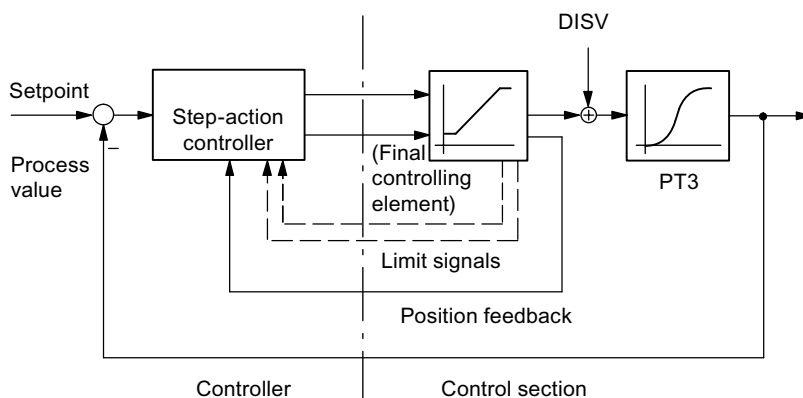 DISV
Setpoint
Step-action
controller
Process
value
–
(Final
controlling
element)
PT3
Limit signals
Position feedback
Controller
Control section